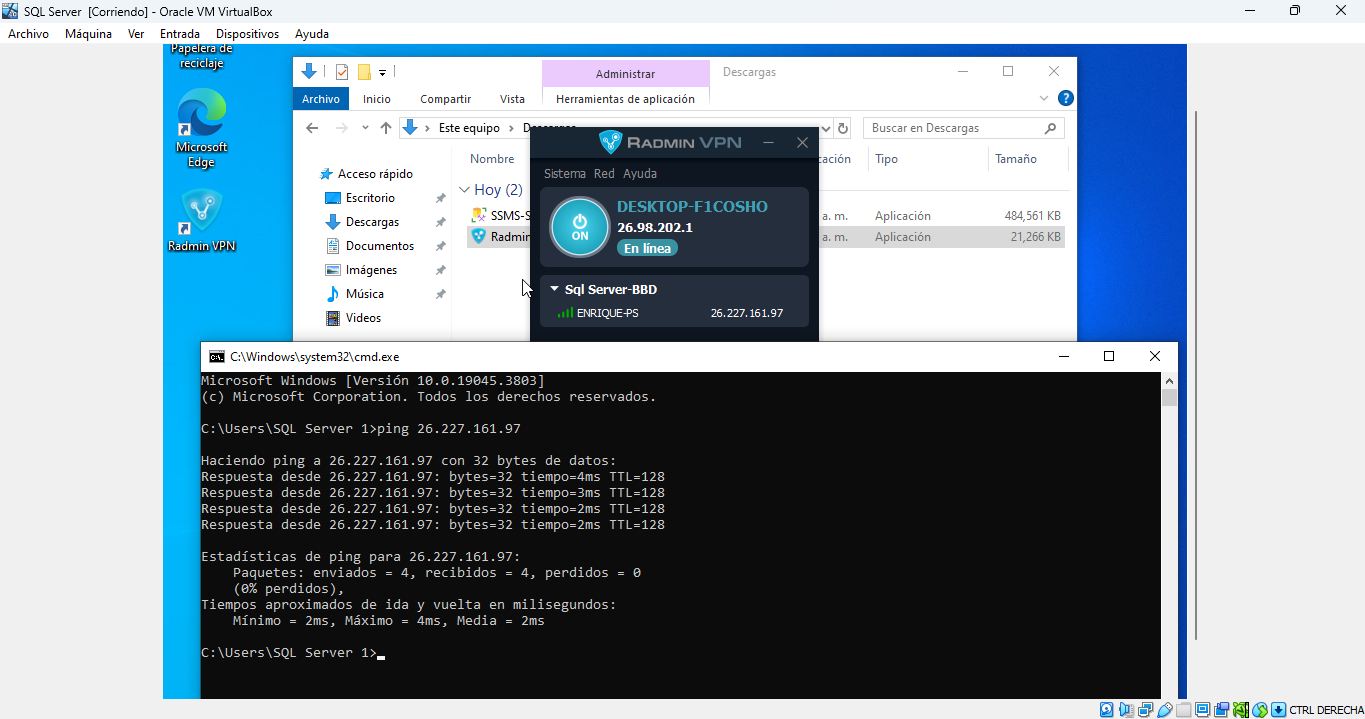 SQL Server [Corriendo] - Oracle VM VirtualBox
Archivo Máquina Ver Entrada Dispositivos Ayuda
Papelera de
reciclaje
Microsoft
Edge
Radmin VPN
Administrar
Descargas
Archivo Inicio Compartir Vista Herramientas de aplicación
Este equipo
Buscar en Descargas
Nombre Tipo Tamaño
Acceso rápido
Escritorio
Descargas
Documentos
Imágenes
Música
Videos
Hoy (2)
SSMS-S a. m. Aplicación 484,561 KB
Radmin a. m. Aplicación 21,266 KB
RADMIN VPN
Sistema Red Ayuda
ON
DESKTOP-F1COSHO
26.98.202.1
En línea
Sql Server-BBD
ENRIQUE-PS 26.227.161.97
C:\Windows\system32\cmd.exe
Microsoft Windows [Versión 10.0.19045.3803]
(c) Microsoft Corporation. Todos los derechos reservados.
C:\Users\SQL Server 1>ping 26.227.161.97
Haciendo ping a 26.227.161.97 con 32 bytes de datos:
Respuesta desde 26.227.161.97: bytes=32 tiempo=4ms TTL=128
Respuesta desde 26.227.161.97: bytes=32 tiempo=3ms TTL=128
Respuesta desde 26.227.161.97: bytes=32 tiempo=2ms TTL=128
Respuesta desde 26.227.161.97: bytes=32 tiempo=2ms TTL=128
Estadísticas de ping para 26.227.161.97:
Paquetes: enviados = 4, recibidos = 4, perdidos = 0
(0% perdidos),
Tiempos aproximados de ida y vuelta en milisegundos:
Mínimo = 2ms, Máximo = 4ms, Media = 2ms
C:\Users\SQL Server 1>
CTRL DERECHA